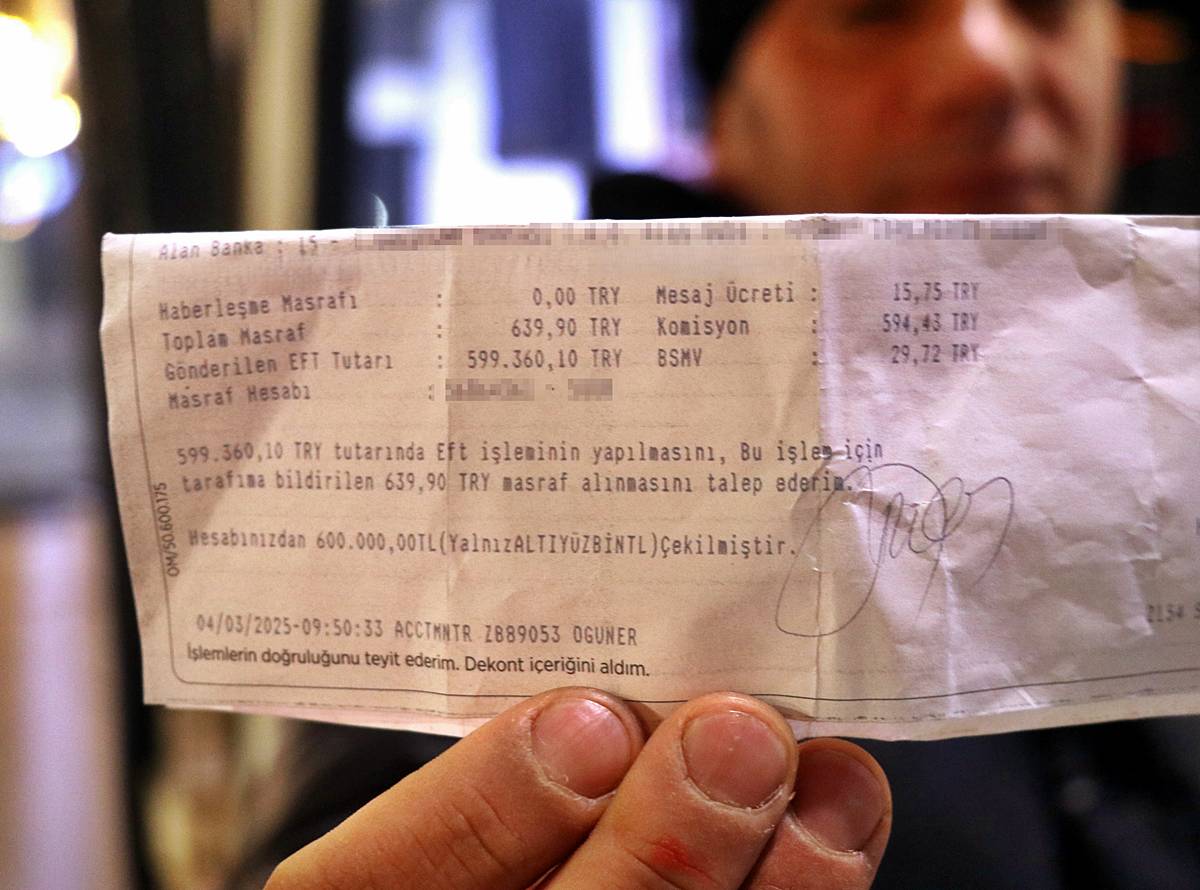 Alan Banka : 15 -
Haberleşme Masrafı : 0,00 TRY Mesaj Ücreti : 15,75 TRY
Toplam Masraf : 639,90 TRY Komisyon : 594,43 TRY
Gönderilen EFT Tutarı : 599.360,10 TRY BSMV : 29,72 TRY
Masraf Hesabı : -
599.360,10 TRY tutarında Eft işleminin yapılmasını, Bu işlem için
tarafıma bildirilen 639,90 TRY masraf alınmasını talep ederim.
Hesabınızdan 600.000,00TL(YalnızALTIYÜZBİNTL)Çekilmiştir.
04/03/2025-09:50:33 ACCTMNTR ZB89053 OGUNER
İşlemlerin doğruluğunu teyit ederim. Dekont içeriğini aldım.
OM/50.600.175